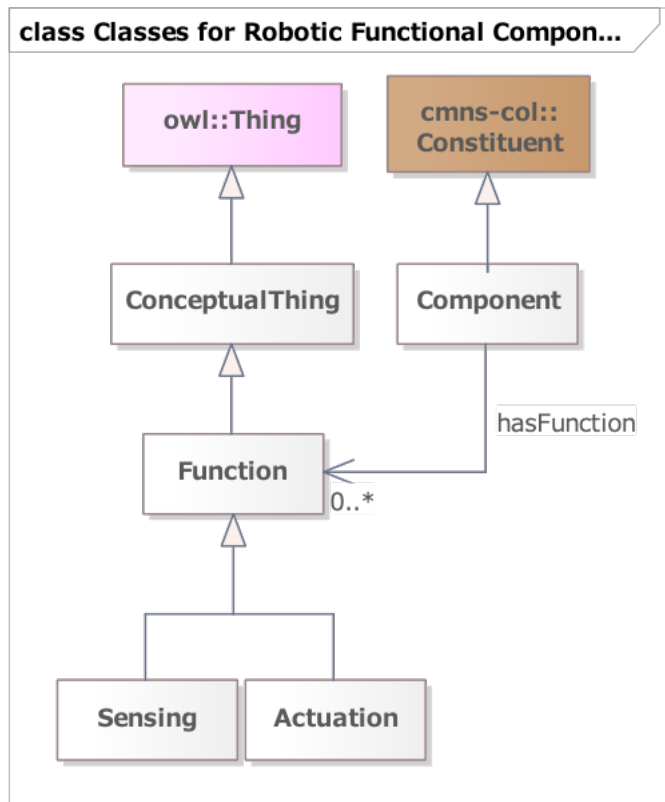 class Classes for Robotic Functional Compon...
owl::Thing
cmns-col::
Constituent
ConceptualThing
Component
hasFunction
Function
0..*
Sensing
Actuation